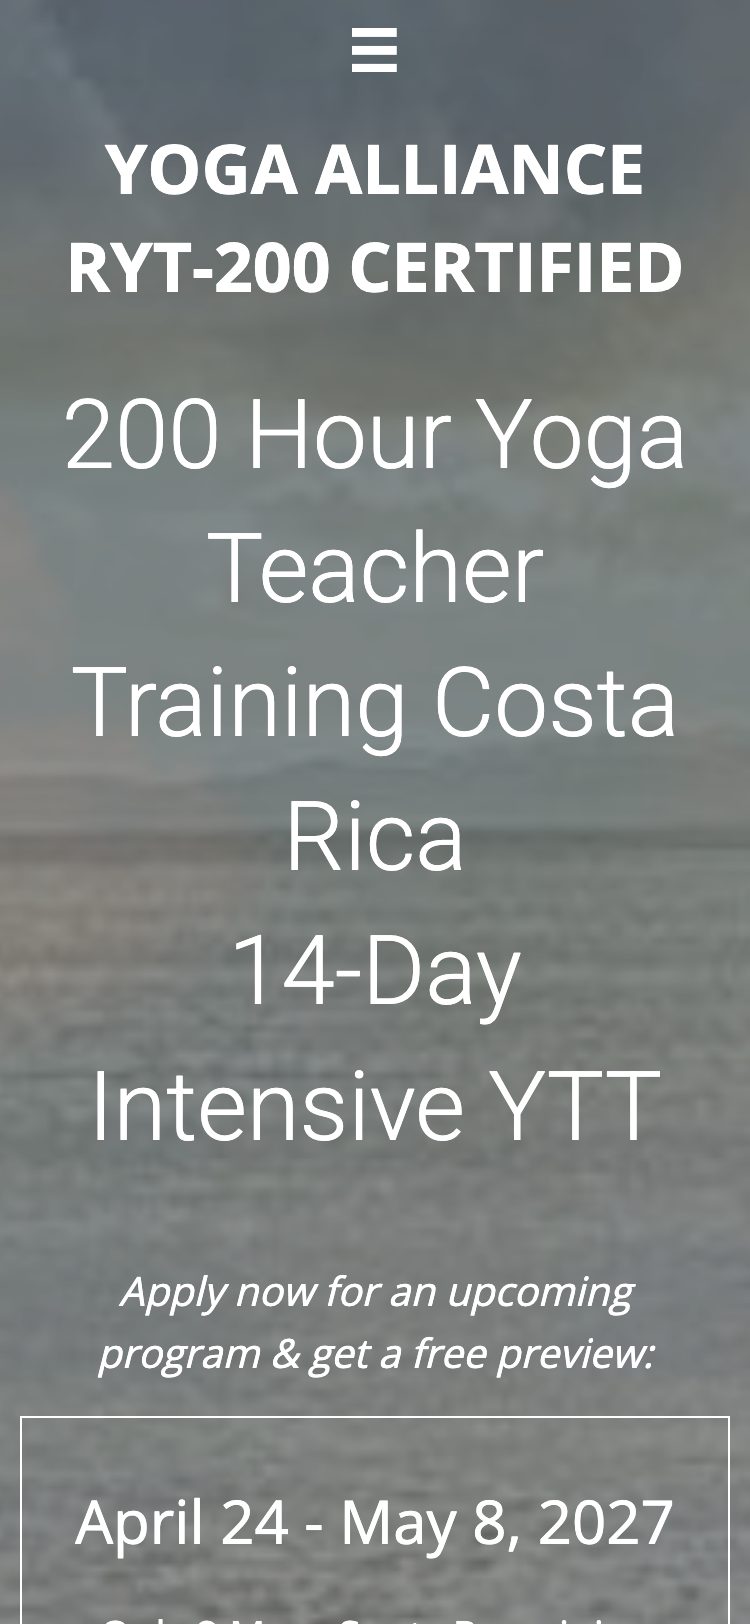 YOGA ALLIANCE
RYT-200 CERTIFIED
200 Hour Yoga
Teacher
Training Costa
Rica
14-Day
Intensive YTT
Apply now for an upcoming
program & get a free preview:
April 24 - May 8, 2027